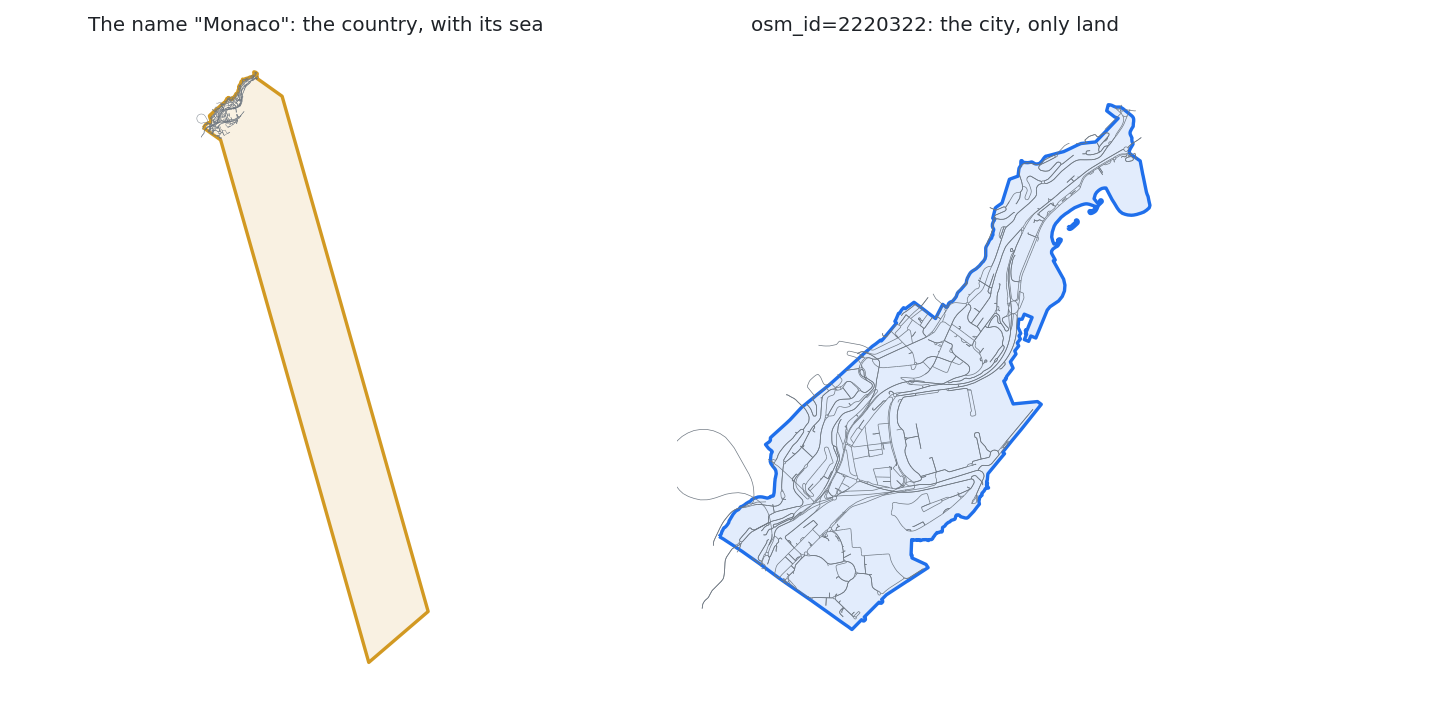 The name "Monaco": the country, with its sea
osm_id=2220322: the city, only land